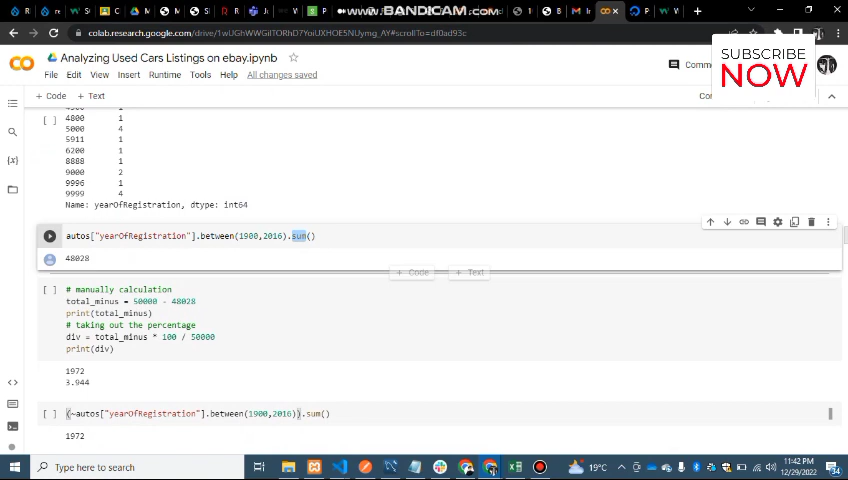 www.BANDICAM.com
colab.research.google.com/drive/1wUGhWWGilTORhD7YoiUXHOE5NUymg_AY#scrollTo=df0ad93c
SUBSCRIBE
NOW
Analyzing Used Cars Listings on ebay.ipynb
File Edit View Insert Runtime Tools Help All changes saved
+ Code + Text
4800 1
5000 4
5911 1
6200 1
8888 1
9000 2
9996 1
9999 4
Name: yearOfRegistration, dtype: int64
autos["yearOfRegistration"].between(1900,2016).sum()
48028
+ Code + Text
# manually calculation
total_minus = 50000 - 48028
print(total_minus)
# taking out the percentage
div = total_minus * 100 / 50000
print(div)
1972
3.944
(~autos["yearOfRegistration"].between(1900,2016)).sum()
1972
Type here to search
19°C
11:42 PM
12/29/2022
34